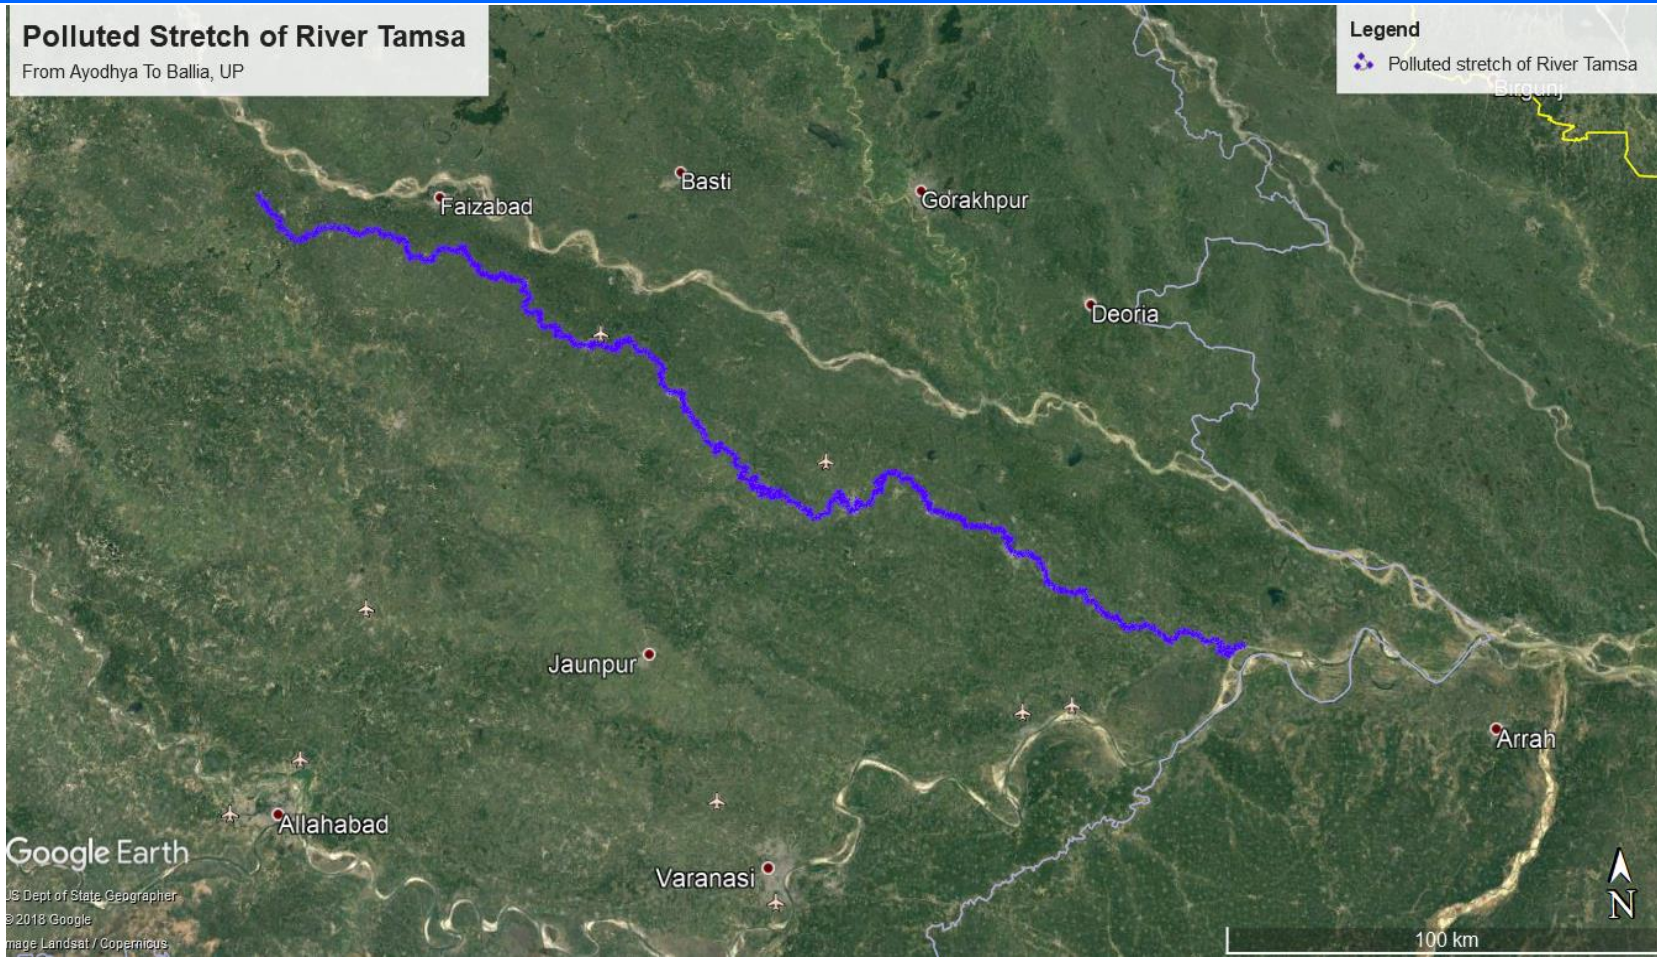 Polluted Stretch of River Tamsa
From Ayodhya To Ballia, UP
Legend
Polluted stretch of River Tamsa
Birgunj
Basti
Faizabad
Gorakhpur
Deoria
Jaunpur
Arrah
Allahabad
Varanasi
Google Earth
US Dept of State Geographer
© 2018 Google
Image Landsat / Copernicus
N
100 km